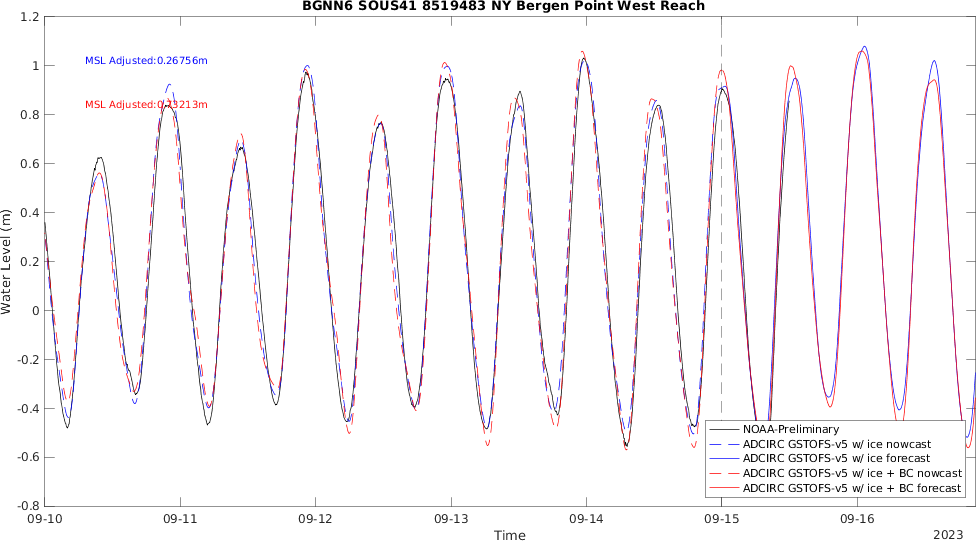 BGNN6 SOUS41 8519483 NY Bergen Point West Reach
MSL Adjusted:0.26756m
MSL Adjusted:0.23213m
Water Level (m)
1.2
1
0.8
0.6
0.4
0.2
0
-0.2
-0.4
-0.6
-0.8
NOAA-Preliminary
ADCIRC GSTOFS-v5 w/ ice nowcast
ADCIRC GSTOFS-v5 w/ ice forecast
ADCIRC GSTOFS-v5 w/ ice + BC nowcast
ADCIRC GSTOFS-v5 w/ ice + BC forecast
09-10 09-11 09-12 09-13 09-14 09-15 09-16
Time
2023